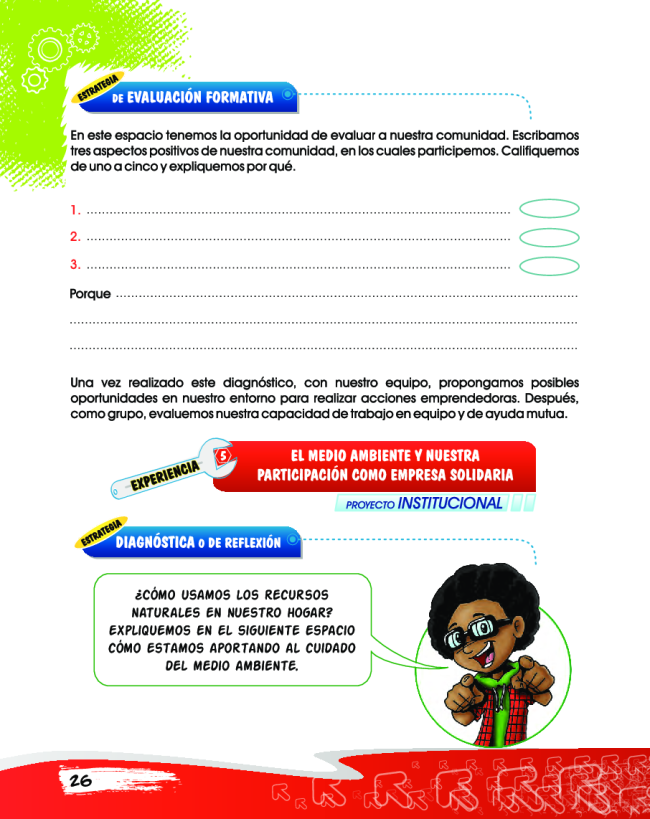 ESTRATEGIA
DE EVALUACIÓN FORMATIVA
En este espacio tenemos la oportunidad de evaluar a nuestra comunidad. Escribamos
tres aspectos positivos de nuestra comunidad, en los cuales participemos. Califiquemos
de uno a cinco y expliquemos por qué.
1. ........................................................................
2. ........................................................................
3. ........................................................................
Porque ........................................................................
........................................................................
........................................................................
Una vez realizado este diagnóstico, con nuestro equipo, propongamos posibles
oportunidades en nuestro entorno para realizar acciones emprendedoras. Después,
como grupo, evaluemos nuestra capacidad de trabajo en equipo y de ayuda mutua.
EXPERIENCIA 5
EL MEDIO AMBIENTE Y NUESTRA
PARTICIPACIÓN COMO EMPRESA SOLIDARIA
PROYECTO INSTITUCIONAL
ESTRATEGIA
DIAGNÓSTICA O DE REFLEXIÓN
¿CÓMO USAMOS LOS RECURSOS
NATURALES EN NUESTRO HOGAR?
EXPLIQUEMOS EN EL SIGUIENTE ESPACIO
CÓMO ESTAMOS APORTANDO AL CUIDADO
DEL MEDIO AMBIENTE.
26